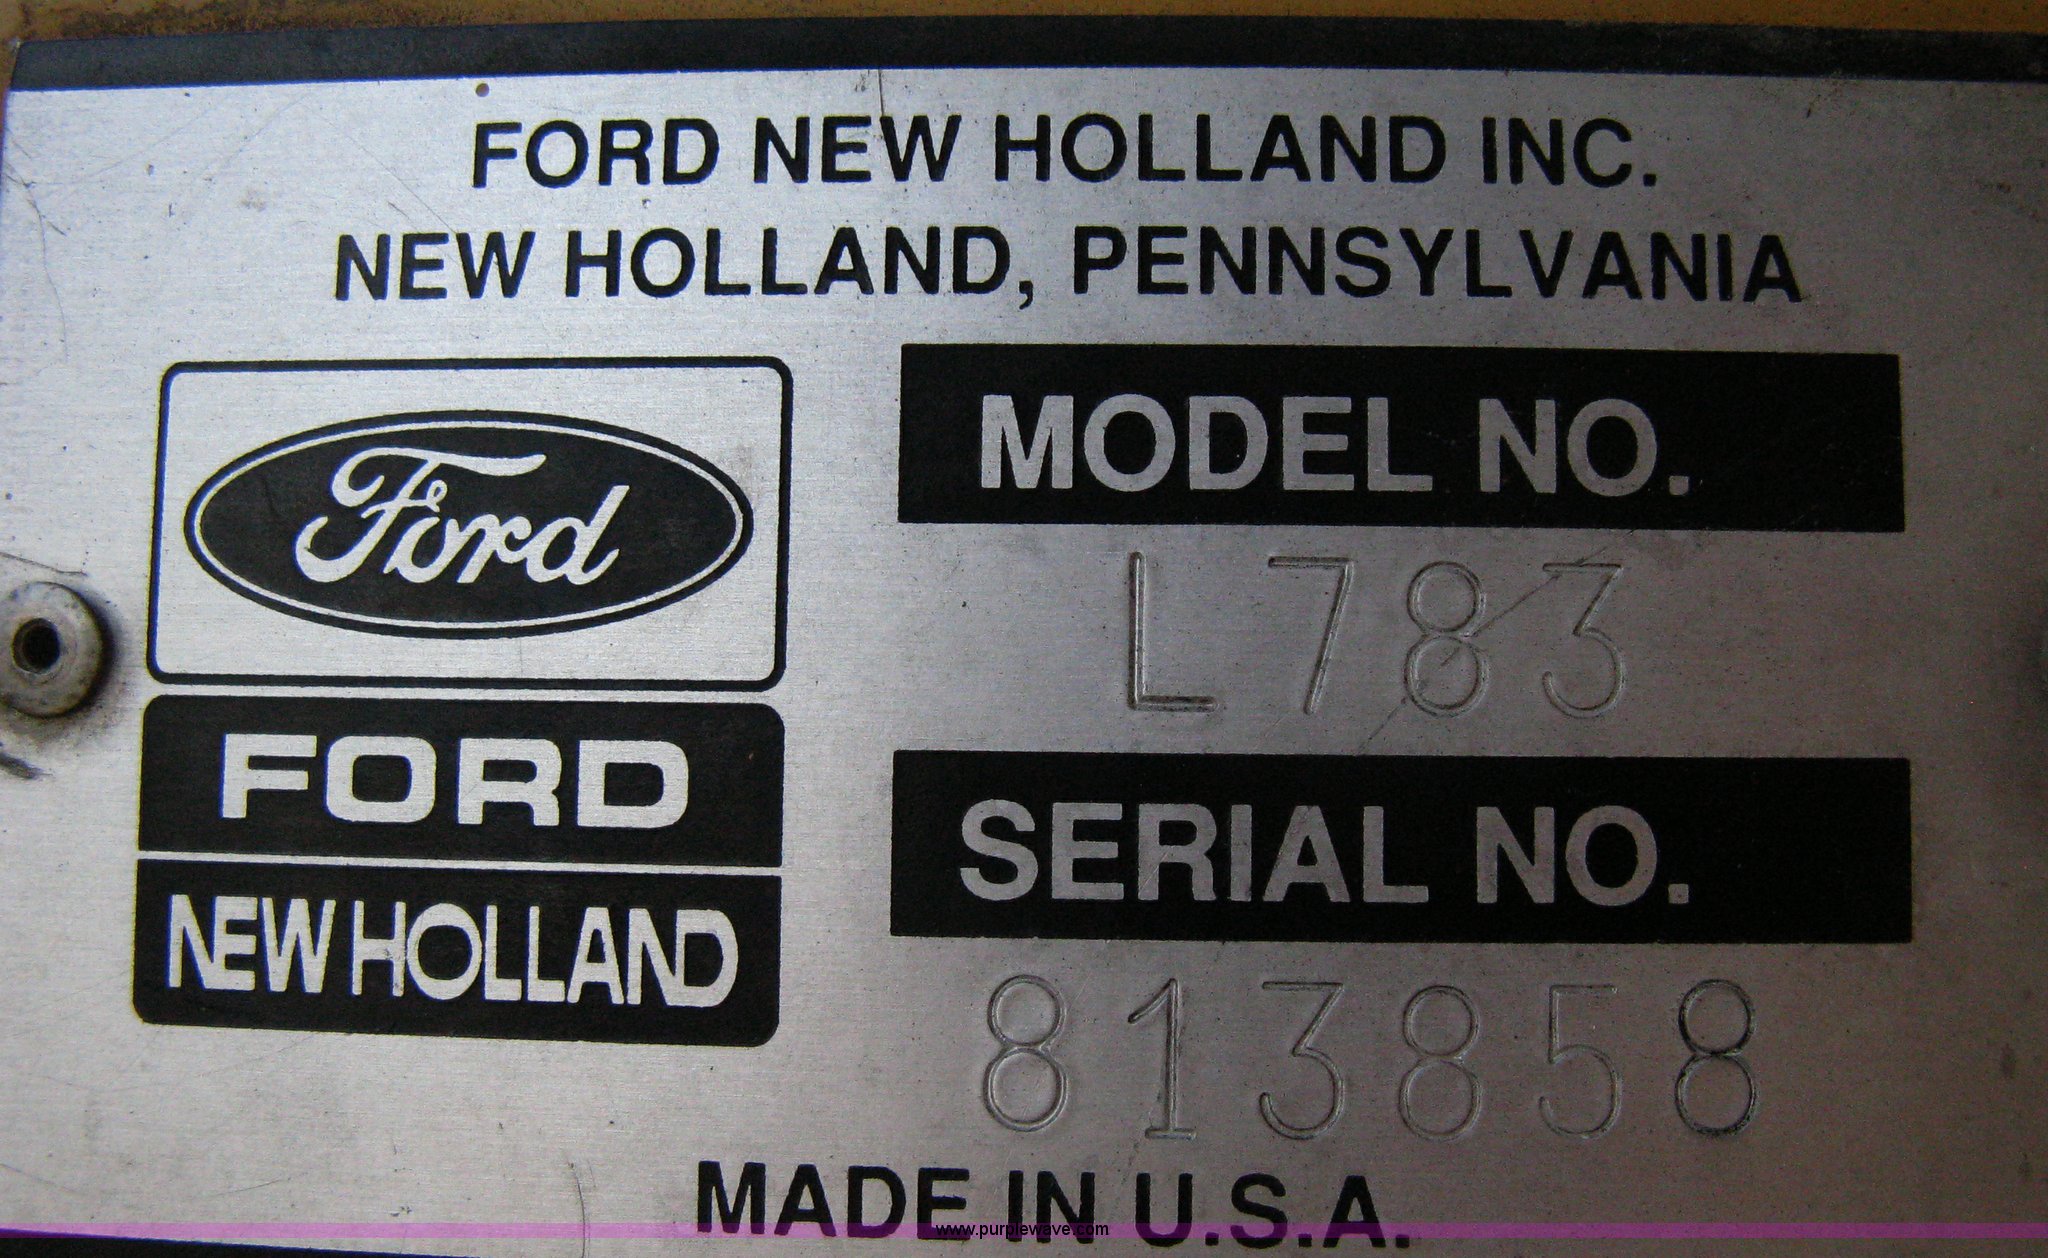 FORD NEW HOLLAND INC.
NEW HOLLAND, PENNSYLVANIA
Ford
FORD
NEW HOLLAND
MODEL NO.
L783
SERIAL NO.
813858
MADE IN U.S.A.
www.purplewave.com